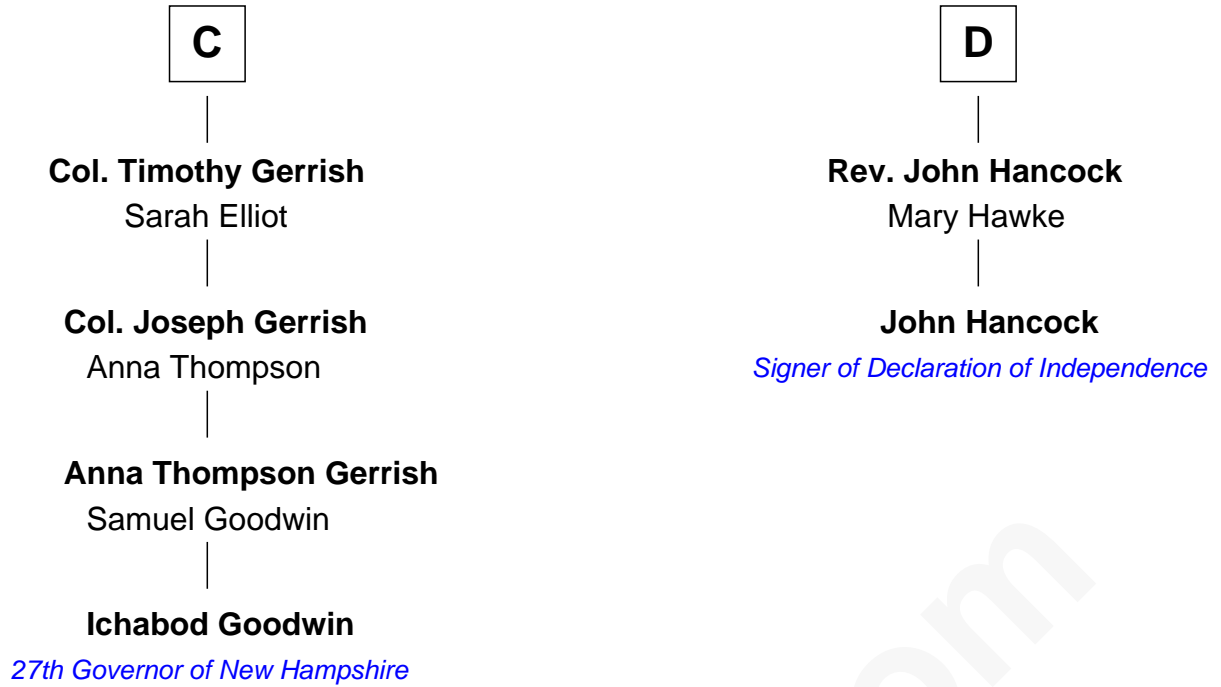 C
Col. Timothy Gerrish
Sarah Elliot
Col. Joseph Gerrish
Anna Thompson
Anna Thompson Gerrish
Samuel Goodwin
Ichabod Goodwin
27th Governor of New Hampshire
D
Rev. John Hancock
Mary Hawke
John Hancock
Signer of Declaration of Independence
om